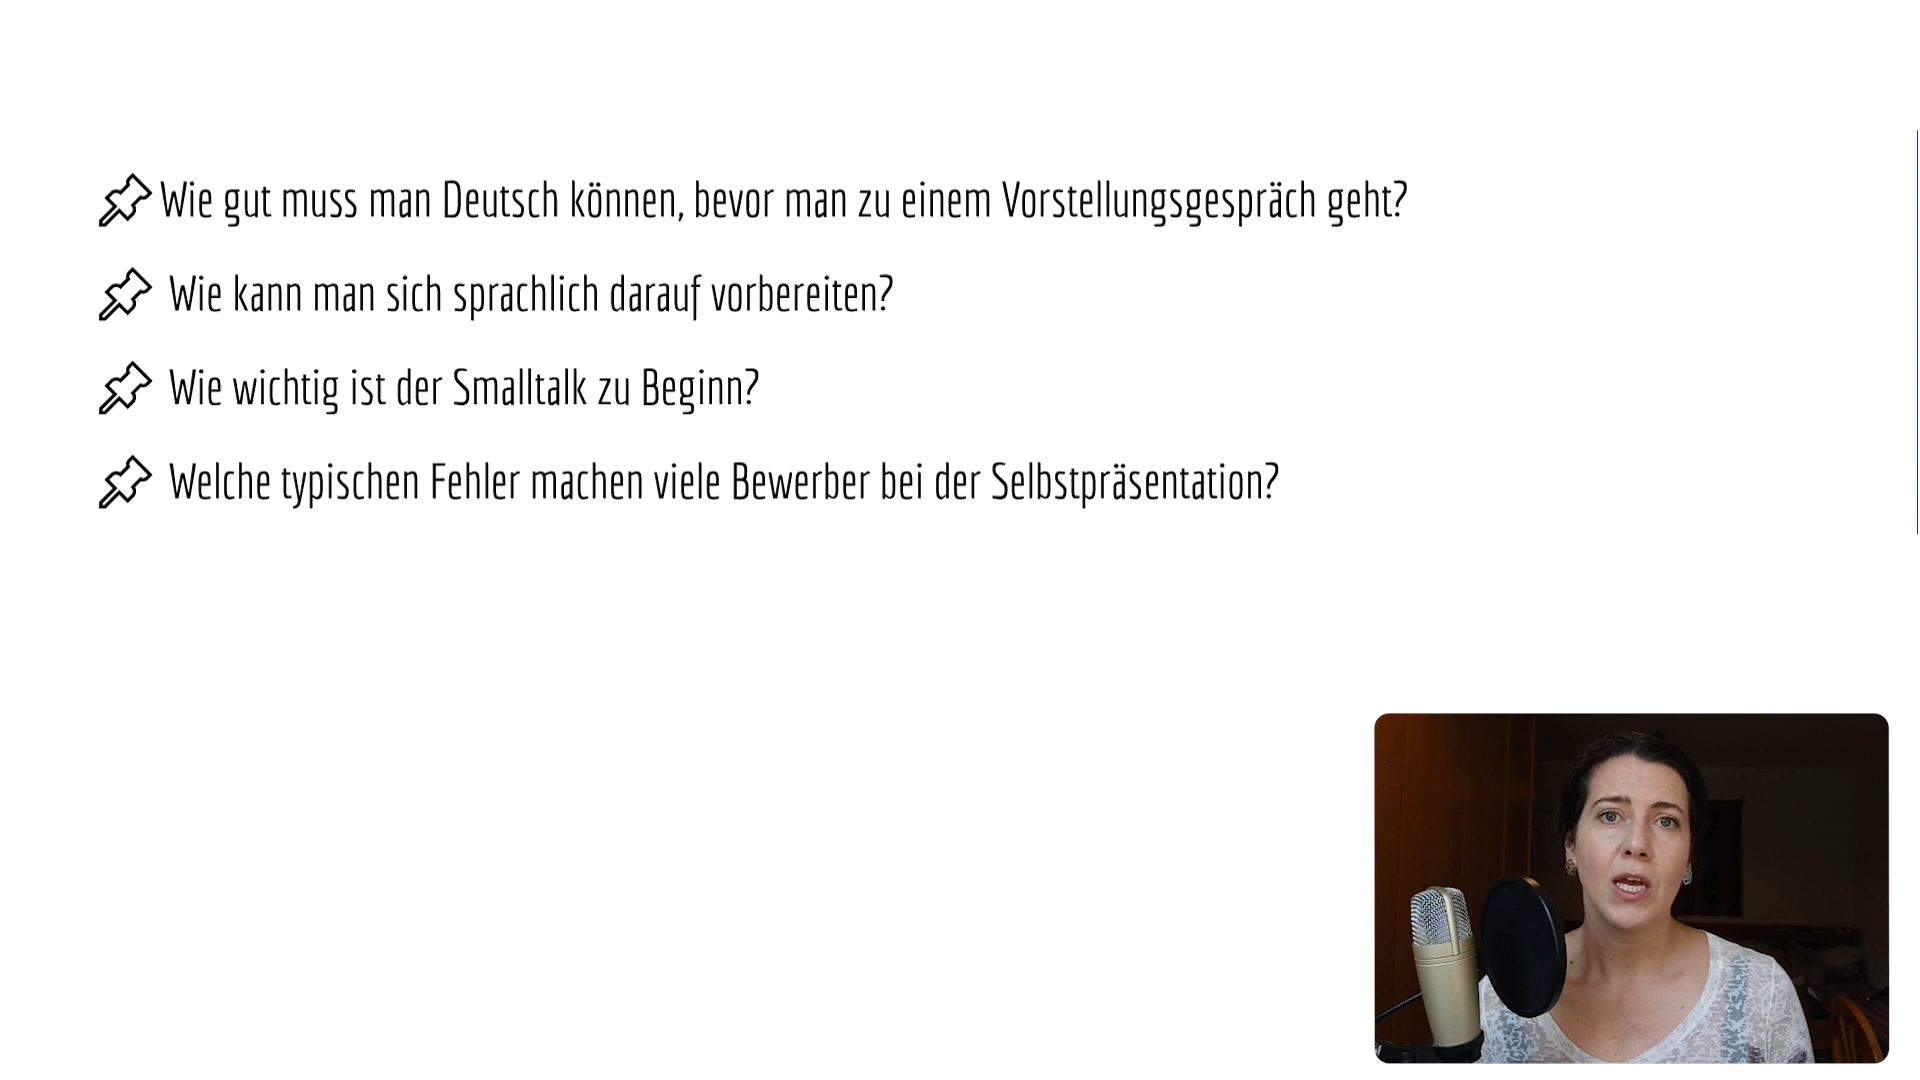 Wie gut muss man Deutsch können, bevor man zu einem Vorstellungsgespräch geht?
Wie kann man sich sprachlich darauf vorbereiten?
Wie wichtig ist der Smalltalk zu Beginn?
Welche typischen Fehler machen viele Bewerber bei der Selbstpräsentation?